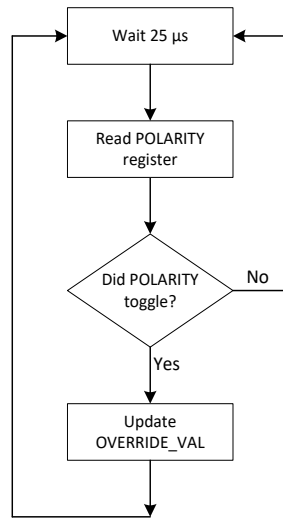 Wait 25 µs
Read POLARITY
register
Did POLARITY
toggle?
No
Yes
Update
OVERRIDE_VAL